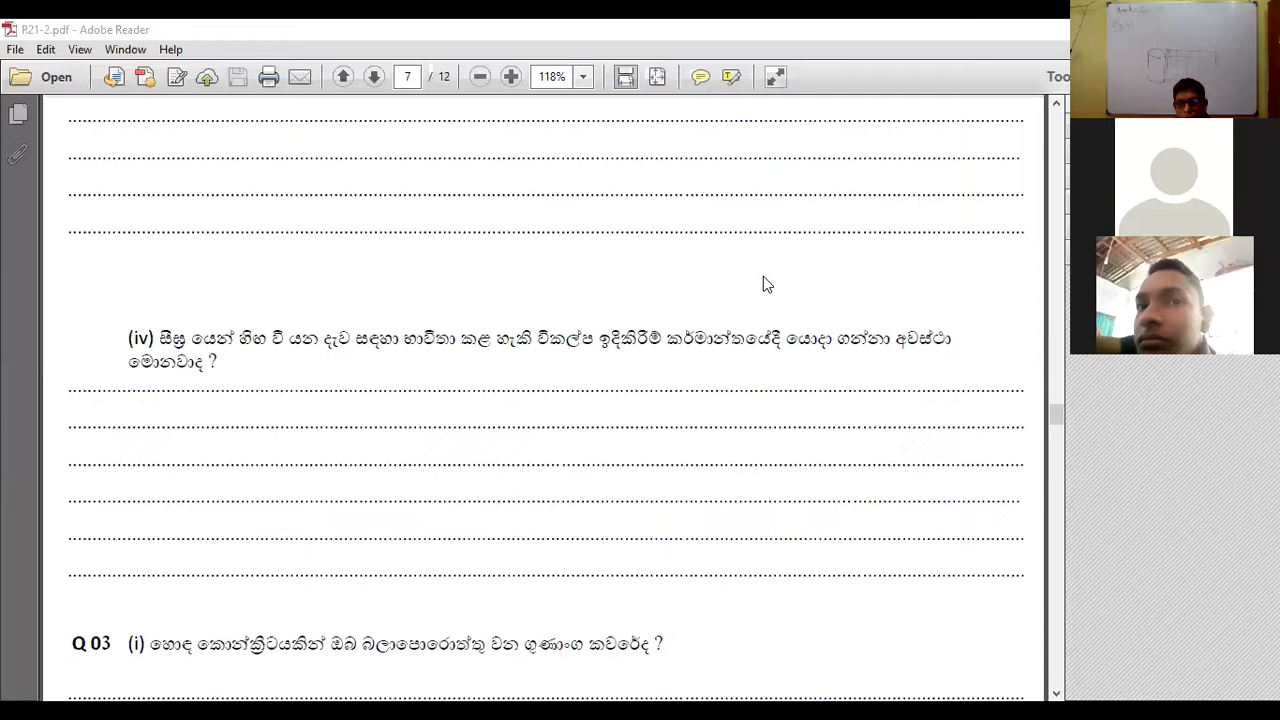 R21-2.pdf - Adobe Reader
File Edit View Window Help
Open 7 / 12 118% Too
(iv) සීඝ්‍ර යෙන් හිඟ වී යන දැව සඳහා භාවිතා කළ හැකි විකල්ප ඉදිකිරීම් කර්මාන්තයේදී යොදා ගන්නා අවස්ථා
මොනවාද ?
Q 03 (i) හොඳ කොන්ක්‍රීටයකින් ඔබ බලාපොරොත්තු වන ගුණාංග කවරේද ?